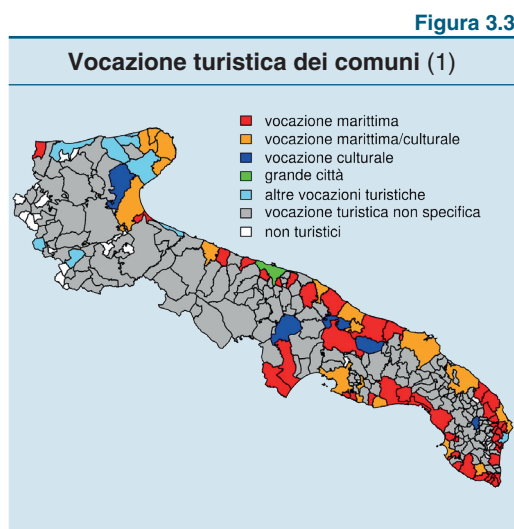 Figura 3.3
Vocazione turistica dei comuni (1)
vocazione marittima
vocazione marittima/culturale
vocazione culturale
grande città
altre vocazioni turistiche
vocazione turistica non specifica
non turistici